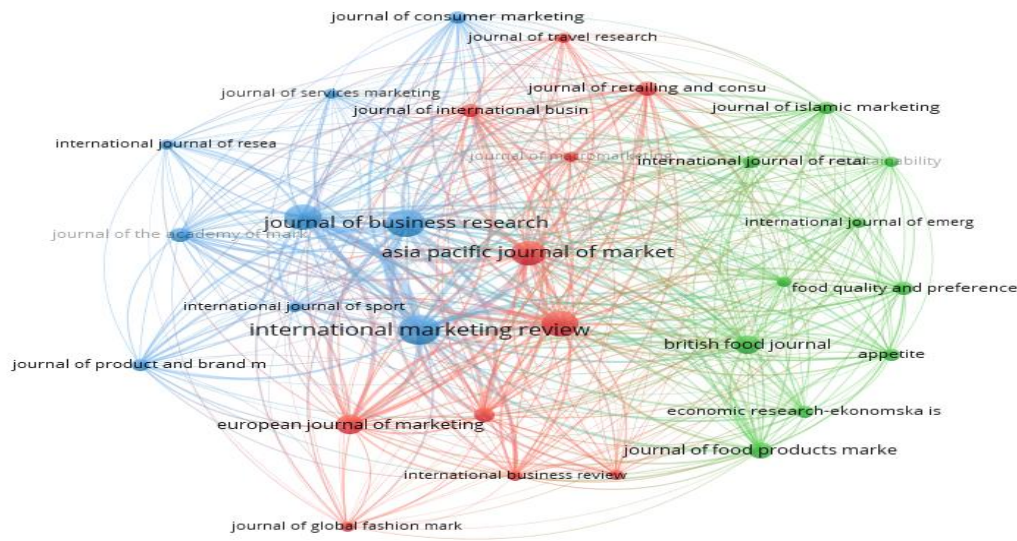 journal of consumer marketing
journal of travel research
journal of services marketing
journal of retailing and consu
journal of international busin
journal of islamic marketing
international journal of resea
journal of macromarketing
international journal of retai
sustainability
journal of business research
international journal of emerg
journal of the academy of mark
asia pacific journal of market
food quality and preference
international journal of sport
international marketing review
british food journal
appetite
journal of product and brand m
economic research-ekonomska is
european journal of marketing
journal of food products marke
international business review
journal of global fashion mark